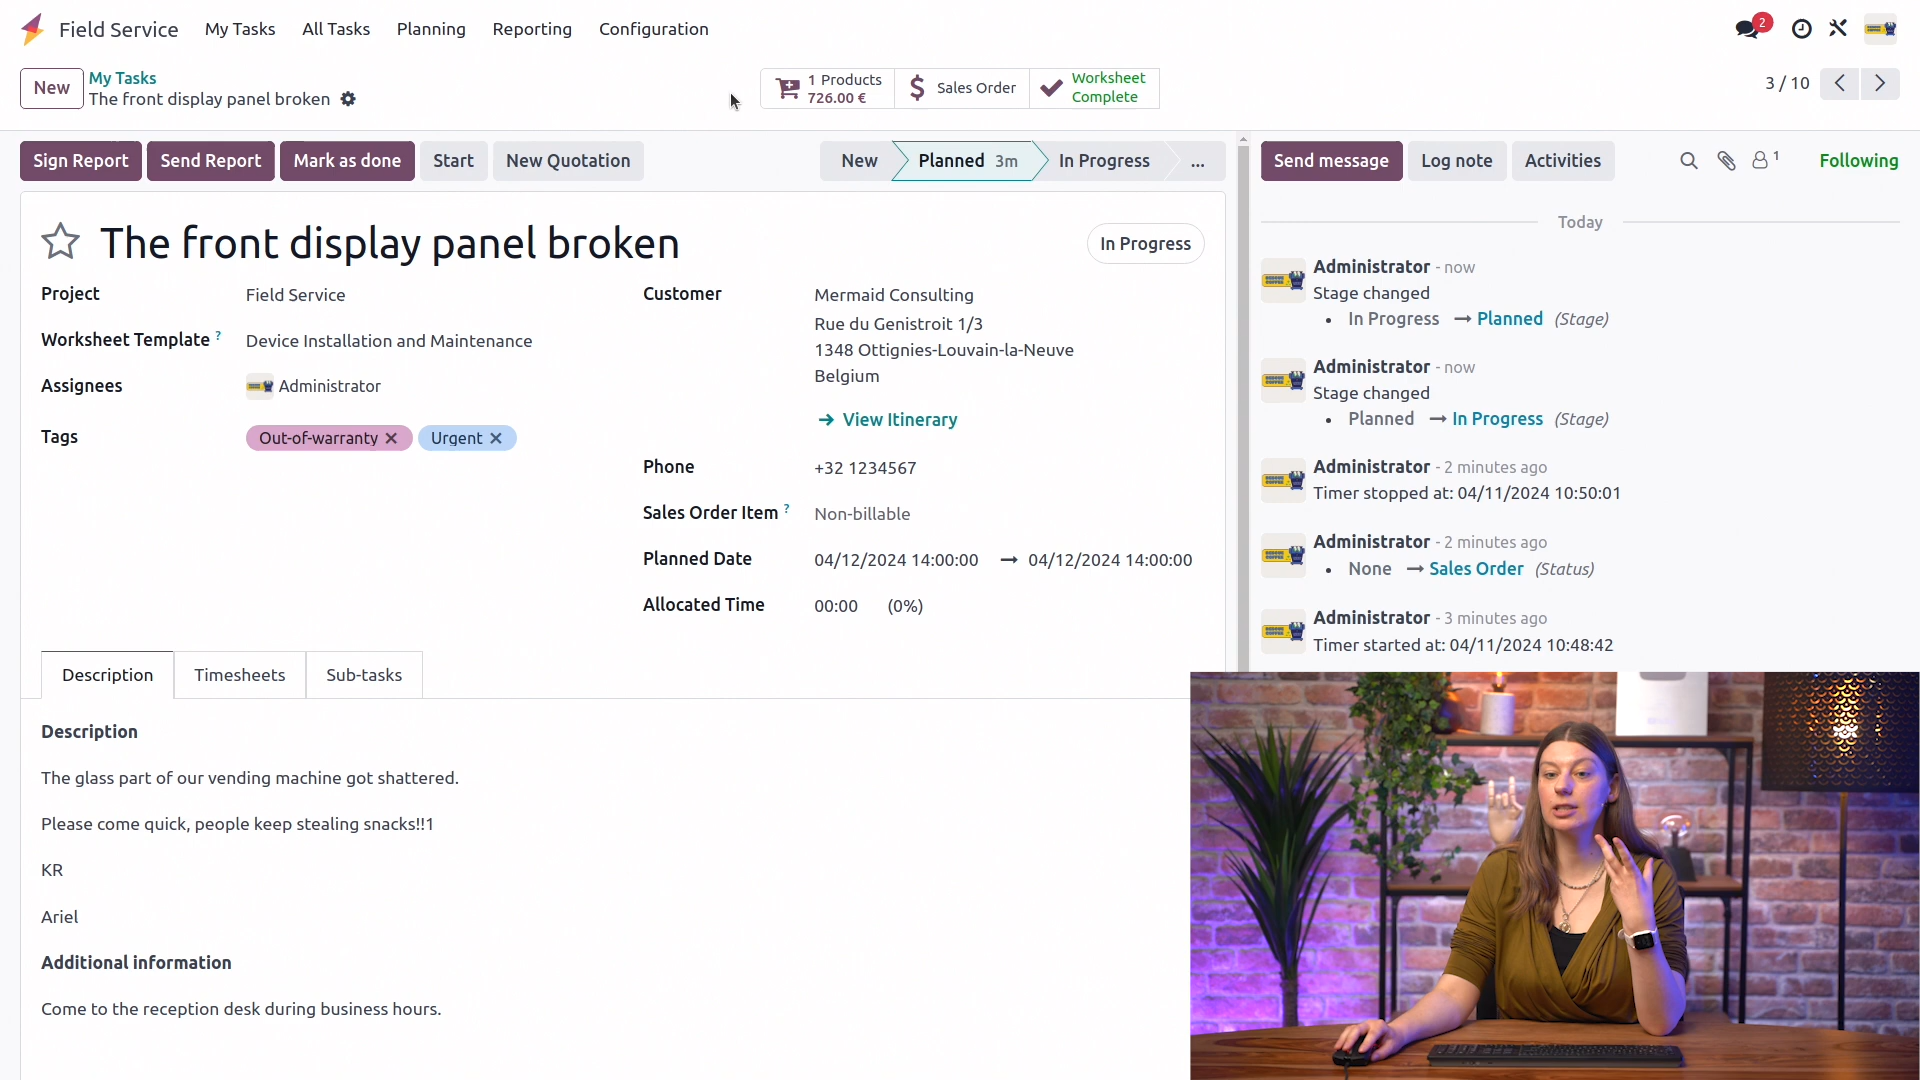 Field Service My Tasks All Tasks Planning Reporting Configuration 2
New My Tasks
The front display panel broken
1 Products
726.00 €
Sales Order
Worksheet
Complete
3 / 10
Sign Report Send Report Mark as done Start New Quotation
New Planned 3m In Progress ...
The front display panel broken
In Progress
Project Field Service
Worksheet Template ? Device Installation and Maintenance
Assignees Administrator
Tags Out-of-warranty Urgent
Customer Mermaid Consulting
Rue du Genistroit 1/3
1348 Ottignies-Louvain-la-Neuve
Belgium
View Itinerary
Phone +32 1234567
Sales Order Item ? Non-billable
Planned Date 04/12/2024 14:00:00 → 04/12/2024 14:00:00
Allocated Time 00:00 (0%)
Description Timesheets Sub-tasks
Description
The glass part of our vending machine got shattered.
Please come quick, people keep stealing snacks!!1
KR
Ariel
Additional information
Come to the reception desk during business hours.
Send message Log note Activities 1 Following
Today
Administrator - now
Stage changed
• In Progress → Planned (Stage)
Administrator - now
Stage changed
• Planned → In Progress (Stage)
Administrator - 2 minutes ago
Timer stopped at: 04/11/2024 10:50:01
Administrator - 2 minutes ago
• None → Sales Order (Status)
Administrator - 3 minutes ago
Timer started at: 04/11/2024 10:48:42